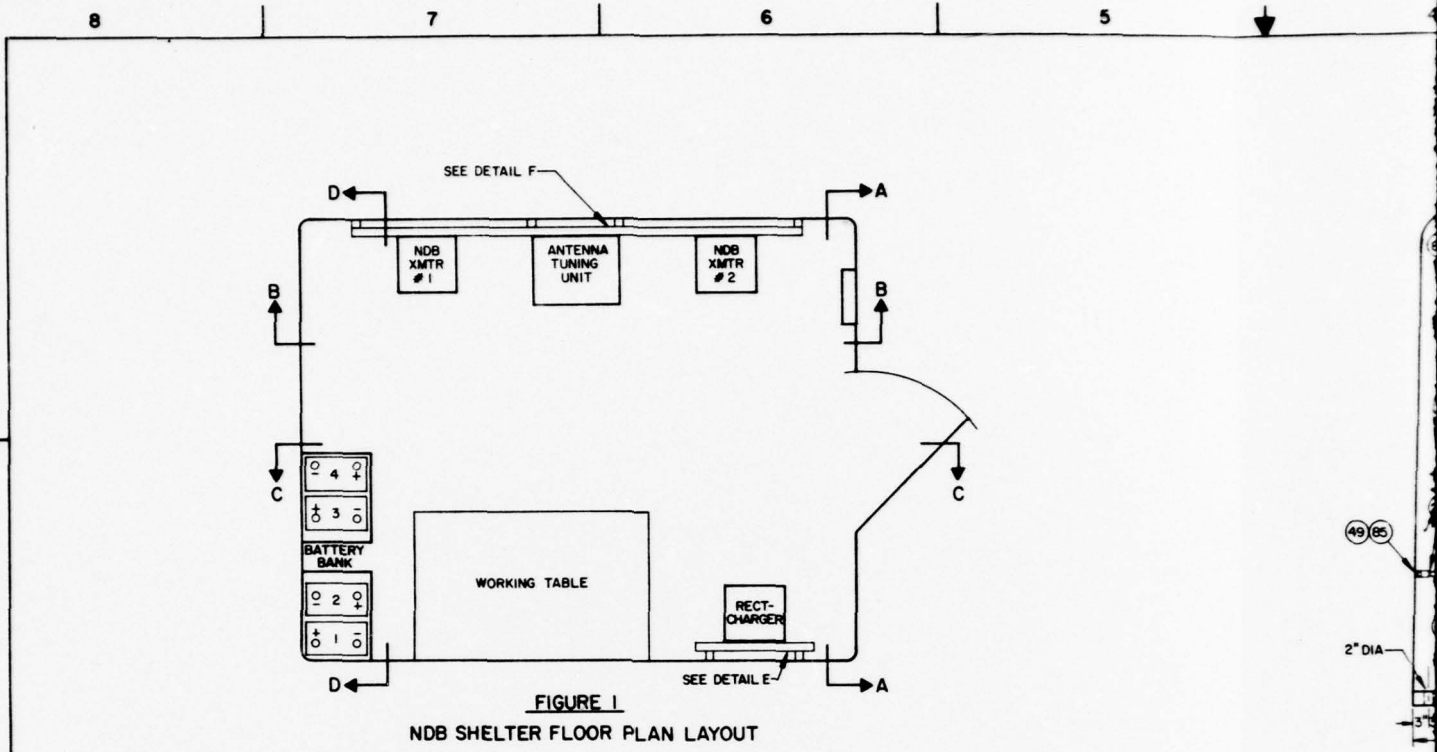 8 7 6 5 4
SEE DETAIL F
D A
NDB
XMTR
#1
ANTENNA
TUNING
UNIT
NDB
XMTR
#2
B B
C C
- 4 +
+ 3 -
BATTERY
BANK
- 2 +
+ 1 -
WORKING TABLE
RECT-
CHARGER
SEE DETAIL E
D A
FIGURE 1
NDB SHELTER FLOOR PLAN LAYOUT
49 85
2" DIA
3"